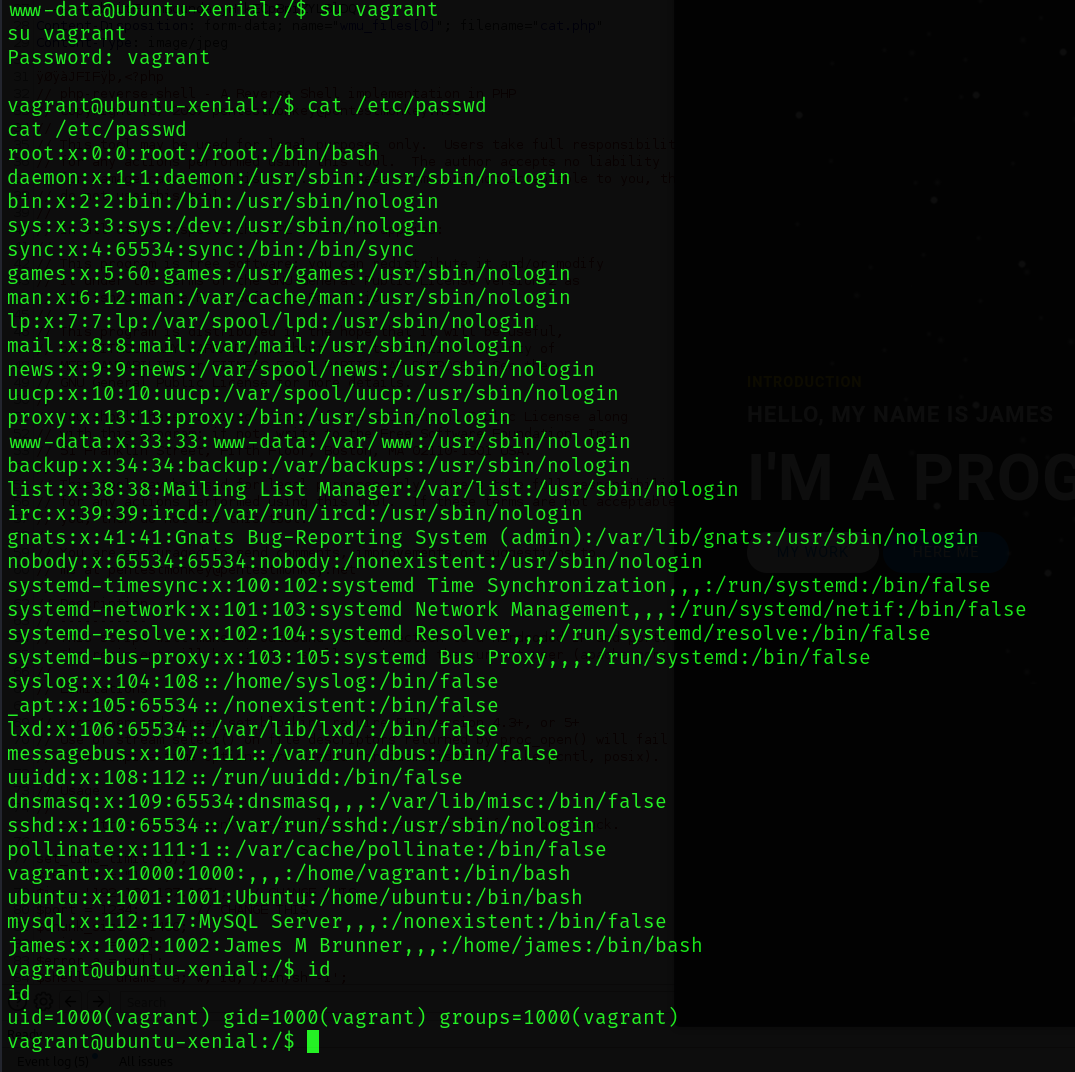 www-data@ubuntu-xenial:/$ su vagrant
su vagrant
Password: vagrant
vagrant@ubuntu-xenial:/$ cat /etc/passwd
cat /etc/passwd
root:x:0:0:root:/root:/bin/bash
daemon:x:1:1:daemon:/usr/sbin:/usr/sbin/nologin
bin:x:2:2:bin:/bin:/usr/sbin/nologin
sys:x:3:3:sys:/dev:/usr/sbin/nologin
sync:x:4:65534:sync:/bin:/bin/sync
games:x:5:60:games:/usr/games:/usr/sbin/nologin
man:x:6:12:man:/var/cache/man:/usr/sbin/nologin
lp:x:7:7:lp:/var/spool/lpd:/usr/sbin/nologin
mail:x:8:8:mail:/var/mail:/usr/sbin/nologin
news:x:9:9:news:/var/spool/news:/usr/sbin/nologin
uucp:x:10:10:uucp:/var/spool/uucp:/usr/sbin/nologin
proxy:x:13:13:proxy:/bin:/usr/sbin/nologin
www-data:x:33:33:www-data:/var/www:/usr/sbin/nologin
backup:x:34:34:backup:/var/backups:/usr/sbin/nologin
list:x:38:38:Mailing List Manager:/var/list:/usr/sbin/nologin
irc:x:39:39:ircd:/var/run/ircd:/usr/sbin/nologin
gnats:x:41:41:Gnats Bug-Reporting System (admin):/var/lib/gnats:/usr/sbin/nologin
nobody:x:65534:65534:nobody:/nonexistent:/usr/sbin/nologin
systemd-timesync:x:100:102:systemd Time Synchronization,,,:/run/systemd:/bin/false
systemd-network:x:101:103:systemd Network Management,,,:/run/systemd/netif:/bin/false
systemd-resolve:x:102:104:systemd Resolver,,,:/run/systemd/resolve:/bin/false
systemd-bus-proxy:x:103:105:systemd Bus Proxy,,,:/run/systemd:/bin/false
syslog:x:104:108::/home/syslog:/bin/false
_apt:x:105:65534::/nonexistent:/bin/false
lxd:x:106:65534::/var/lib/lxd/:/bin/false
messagebus:x:107:111::/var/run/dbus:/bin/false
uuidd:x:108:112::/run/uuidd:/bin/false
dnsmasq:x:109:65534:dnsmasq,,,:/var/lib/misc:/bin/false
sshd:x:110:65534::/var/run/sshd:/usr/sbin/nologin
pollinate:x:111:1::/var/cache/pollinate:/bin/false
vagrant:x:1000:1000:,,,:/home/vagrant:/bin/bash
ubuntu:x:1001:1001:Ubuntu:/home/ubuntu:/bin/bash
mysql:x:112:117:MySQL Server,,,:/nonexistent:/bin/false
james:x:1002:1002:James M Brunner,,,:/home/james:/bin/bash
vagrant@ubuntu-xenial:/$ id
id
uid=1000(vagrant) gid=1000(vagrant) groups=1000(vagrant)
vagrant@ubuntu-xenial:/$
INTRODUCTION
HELLO, MY NAME IS JAMES
I'M A PROG
MY WORK
HERE ME
Event log (5)
All issues